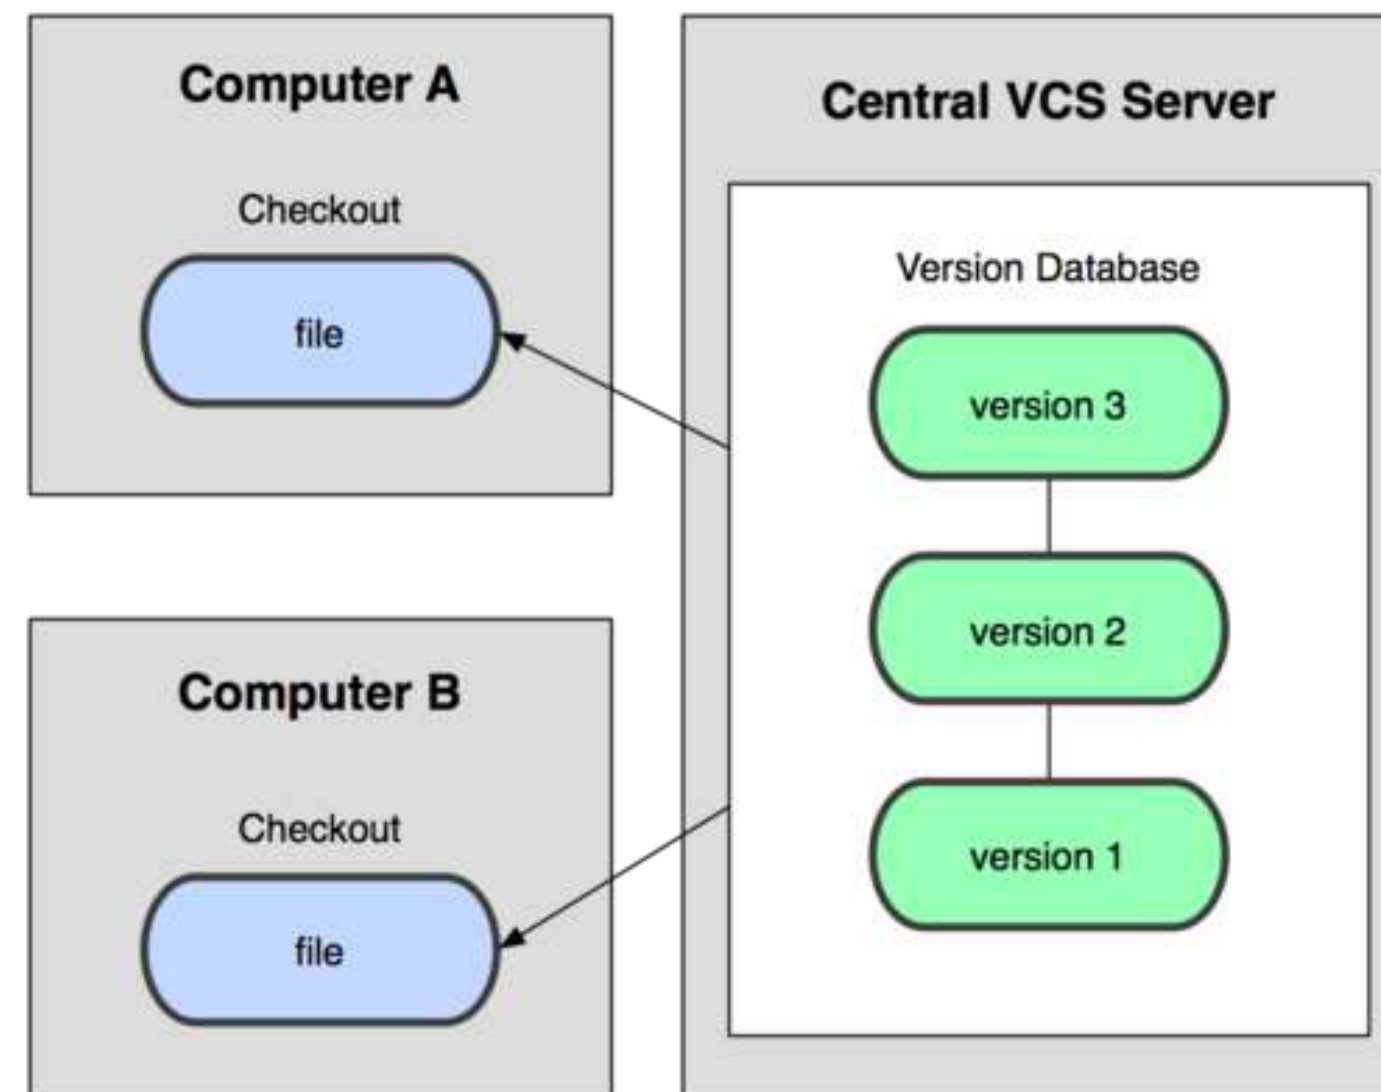 Computer A
Checkout
file
Computer B
Checkout
file
Central VCS Server
Version Database
version 3
version 2
version 1